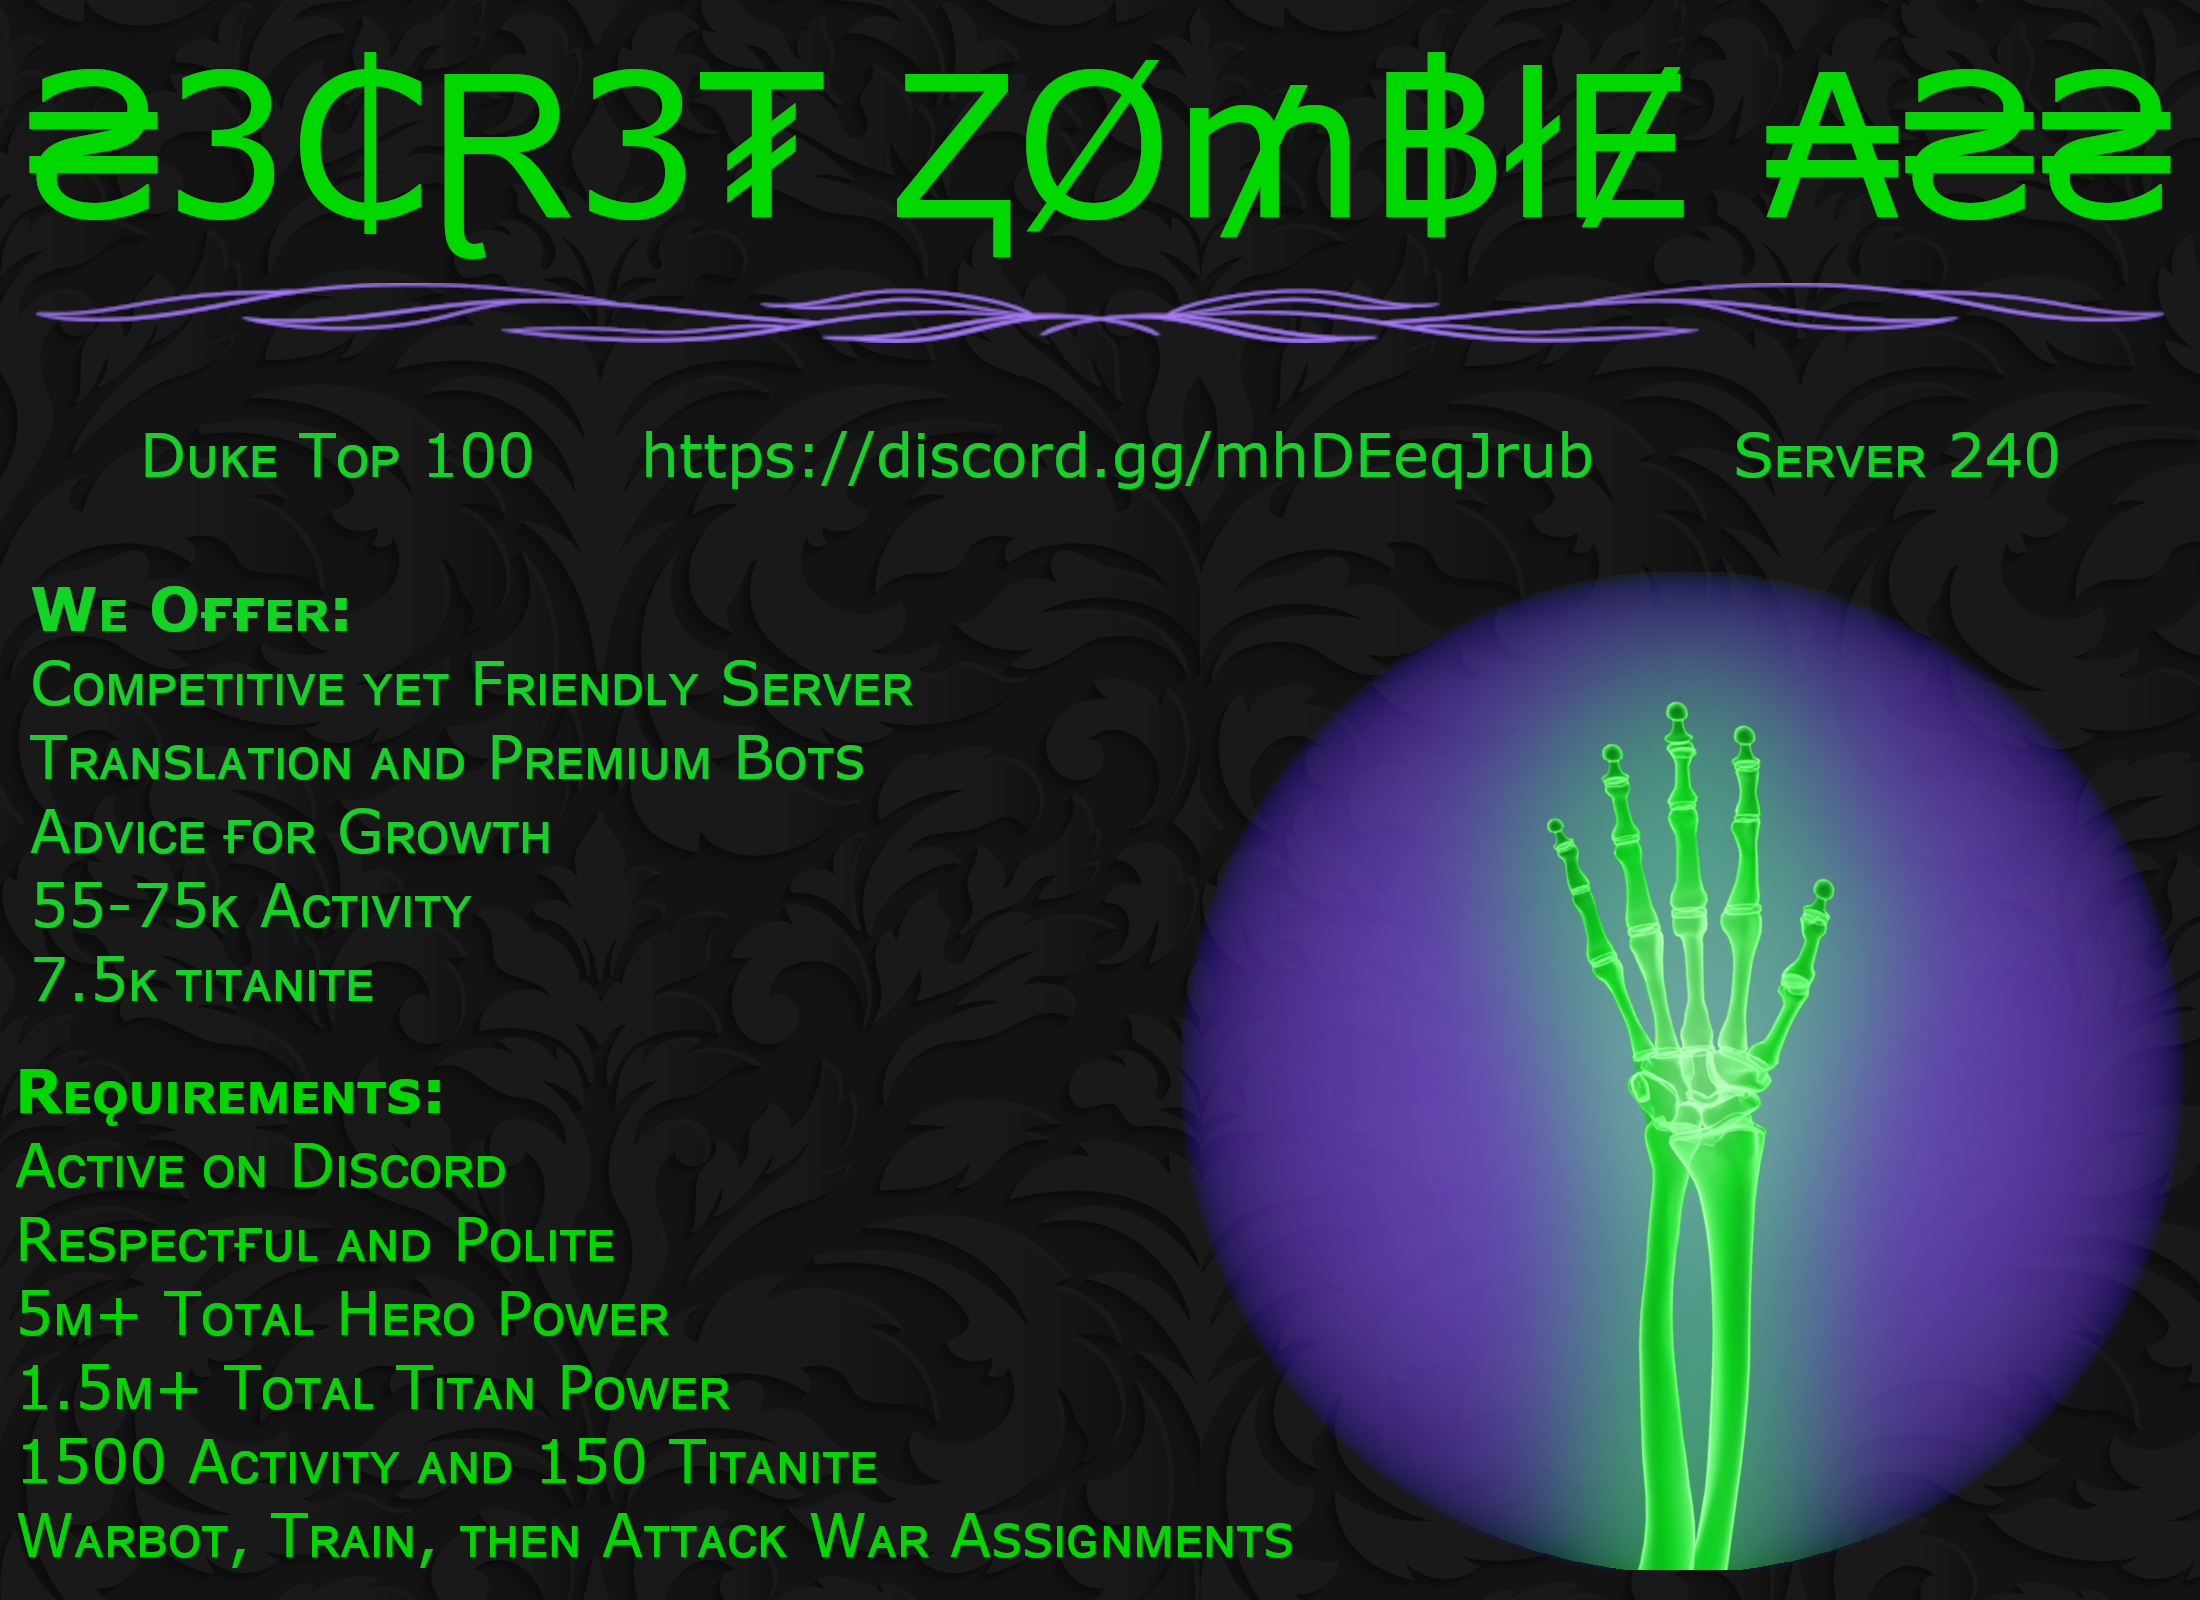 ₴3₵Ɽ3₮ ⱫØ₥฿łɆ ₳₴₴
Duke Top 100 https://discord.gg/mhDEeqJrub Server 240
We Offer:
Competitive yet Friendly Server
Translation and Premium Bots
Advice for Growth
55-75k Activity
7.5k titanite
Requirements:
Active on Discord
Respectful and Polite
5m+ Total Hero Power
1.5m+ Total Titan Power
1500 Activity and 150 Titanite
Warbot, Train, then Attack War Assignments